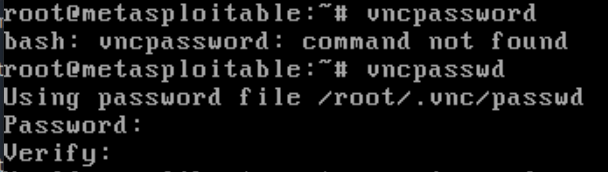 root@metasploitable:~# vncpassword
bash: vncpassword: command not found
root@metasploitable:~# vncpasswd
Using password file /root/.vnc/passwd
Password:
Verify: